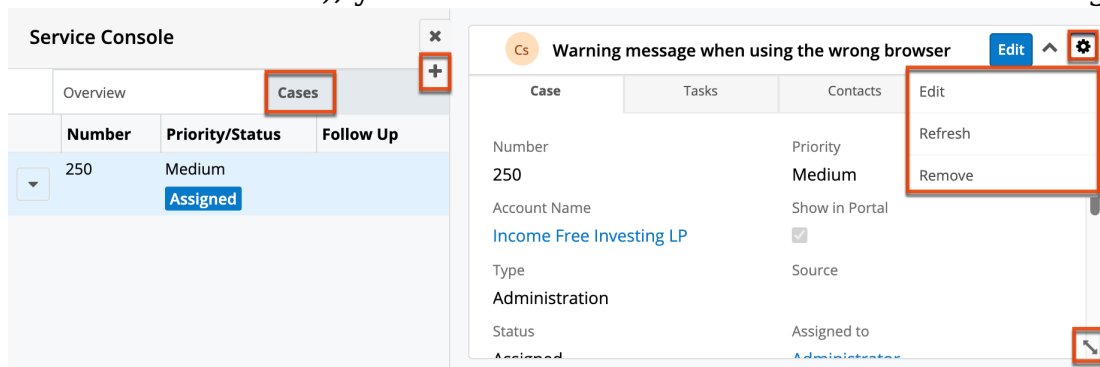 Service Console
Overview
Cases
Number Priority/Status Follow Up
250 Medium
Assigned
Cs Warning message when using the wrong browser Edit
Case Tasks Contacts
Edit
Refresh
Remove
Number Priority
250 Medium
Account Name Show in Portal
Income Free Investing LP
Type Source
Administration
Status Assigned to
Assigned Administrator